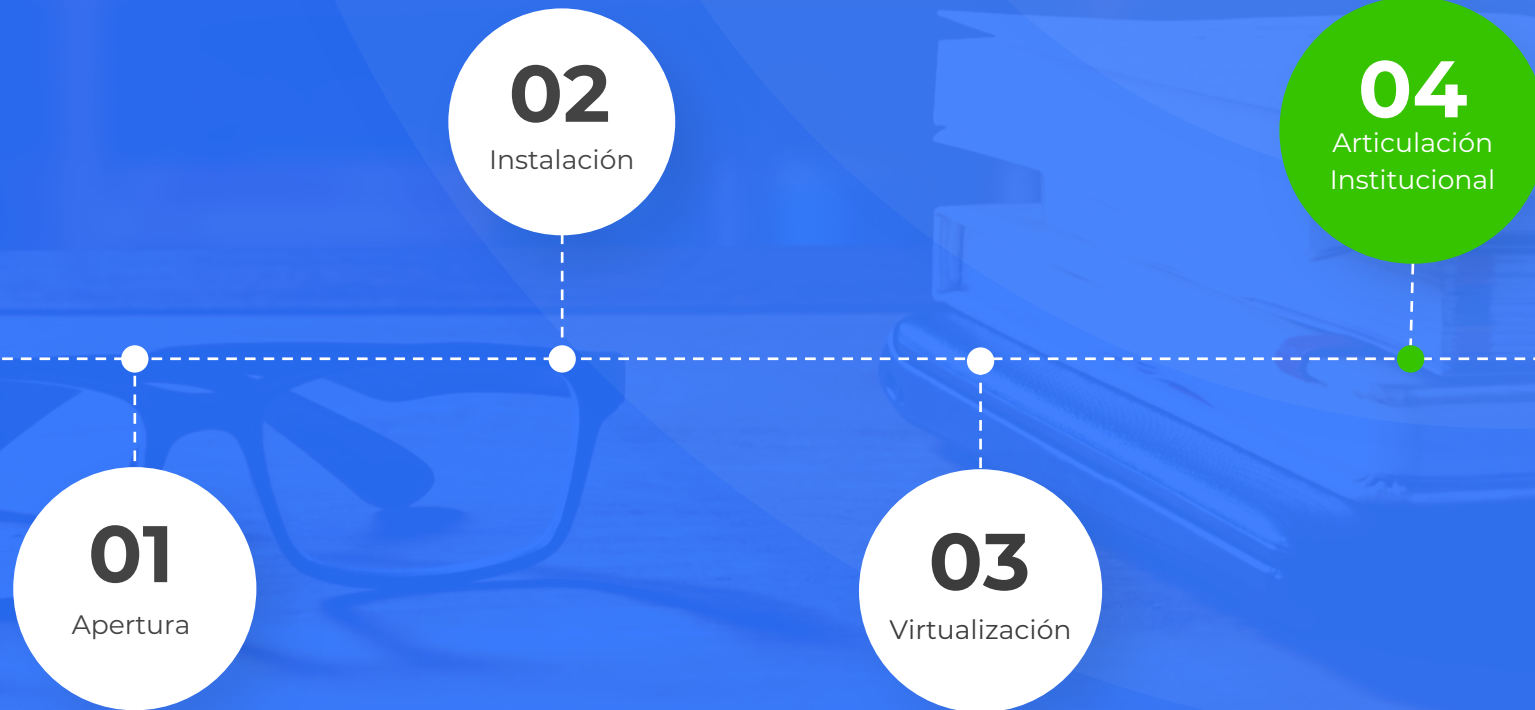 01
Apertura
02
Instalación
03
Virtualización
04
Articulación
Institucional